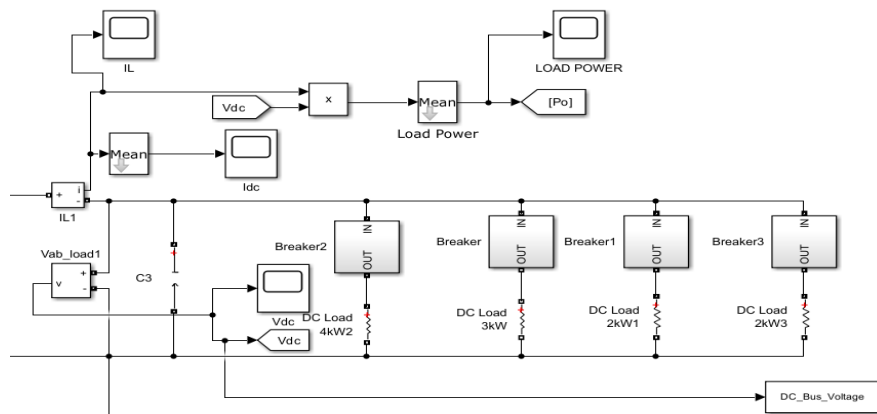 IL
LOAD POWER
Vdc
x
Mean
[Po]
Load Power
Mean
Idc
+
i
-
IL1
IN
IN
IN
IN
Breaker2
Breaker
Breaker1
Breaker3
OUT
OUT
OUT
OUT
Vab_load1
v
+
-
C3
+
Vdc
Vdc
DC Load
4kW2
+
DC Load
3kW
+
DC Load
2kW1
+
DC Load
2kW3
+
DC_Bus_Voltage